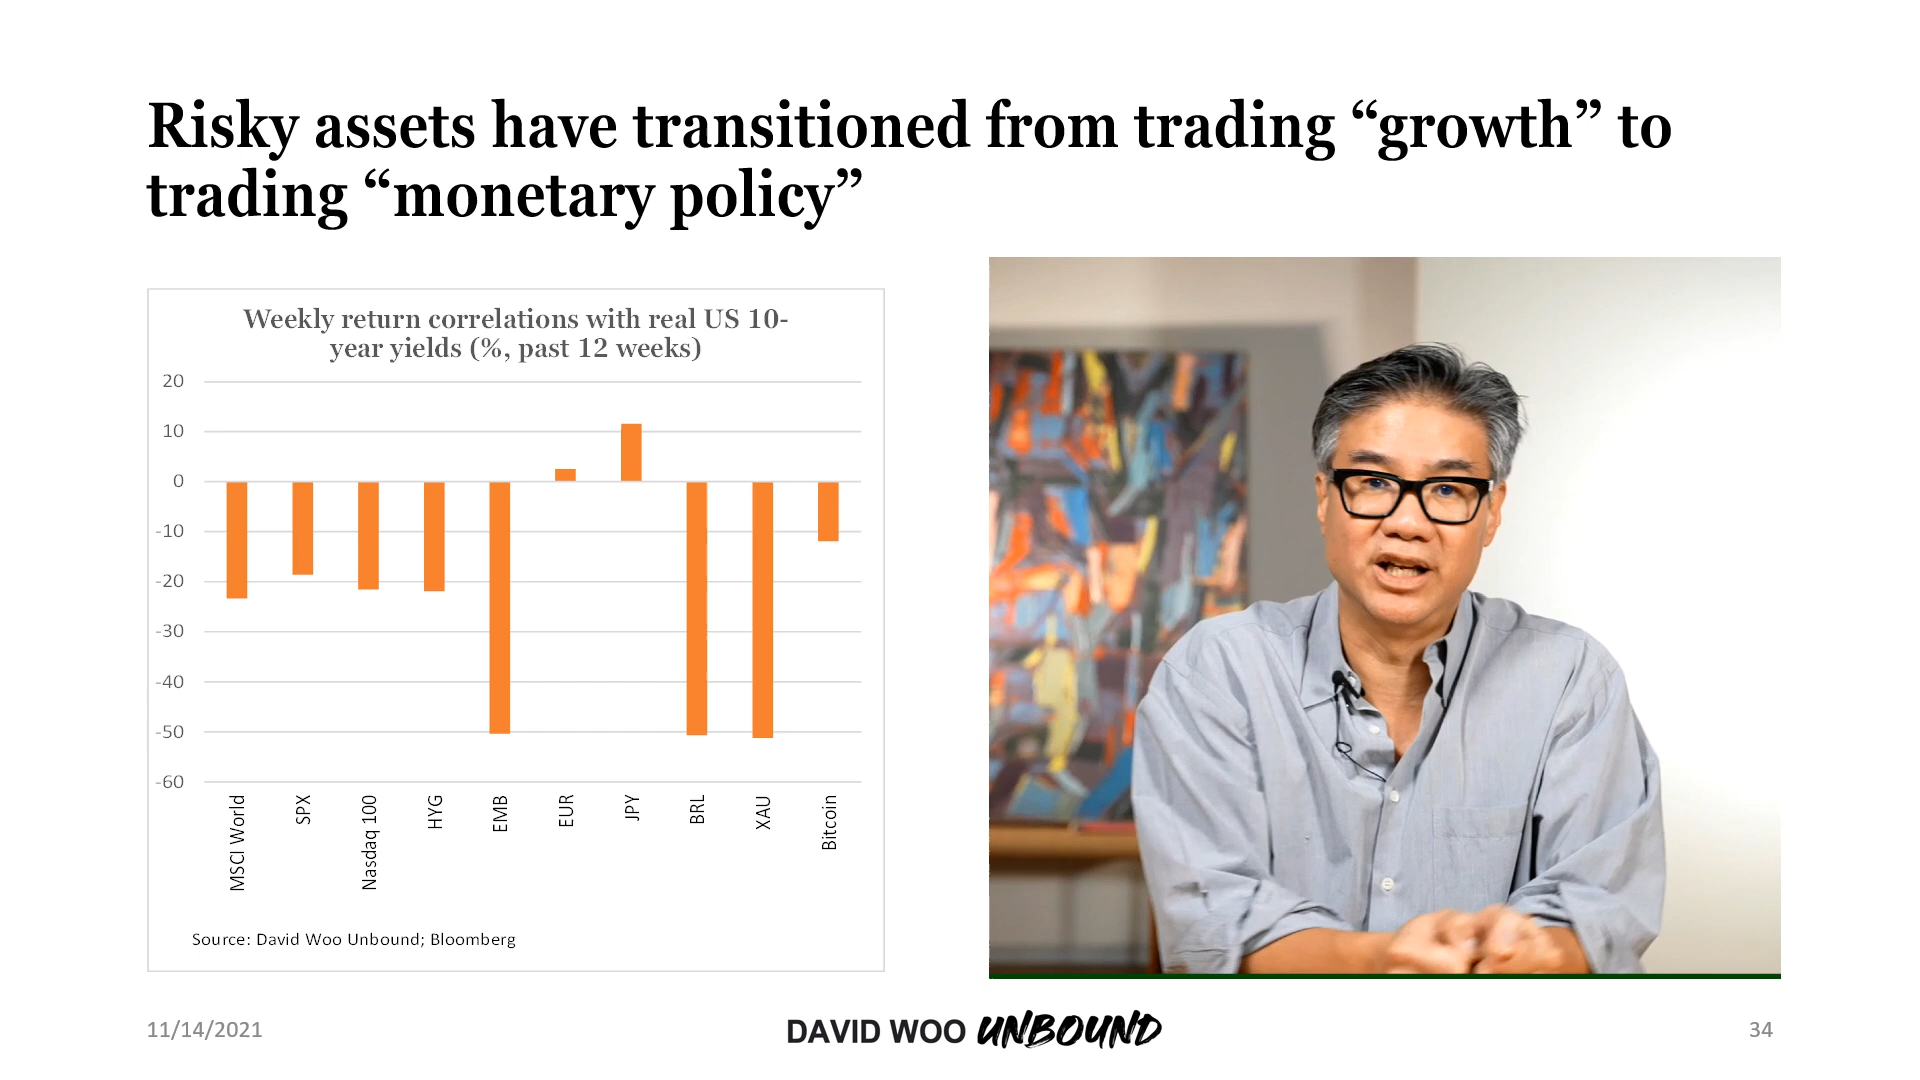 Risky assets have transitioned from trading “growth” to
trading “monetary policy”
Weekly return correlations with real US 10-
year yields (%, past 12 weeks)
20
10
0
-10
-20
-30
-40
-50
-60
MSCI World
SPX
Nasdaq 100
HYG
EMB
EUR
JPY
BRL
XAU
Bitcoin
Source: David Woo Unbound; Bloomberg
11/14/2021
DAVID WOO UNBOUND
34